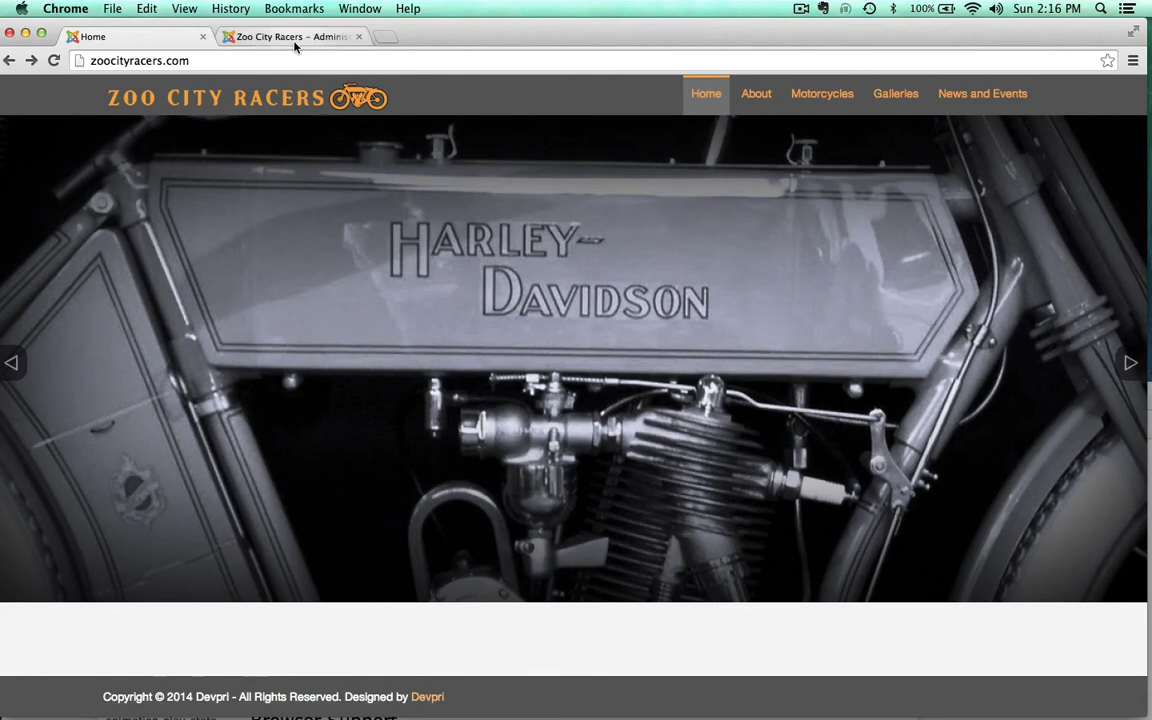 Chrome File Edit View History Bookmarks Window Help 100% Sun 2:16 PM
Home Zoo City Racers - Adminis
zoocityracers.com
ZOO CITY RACERS Home About Motorcycles Galleries News and Events
HARLEY-
DAVIDSON
Copyright © 2014 Devpri - All Rights Reserved. Designed by Devpri